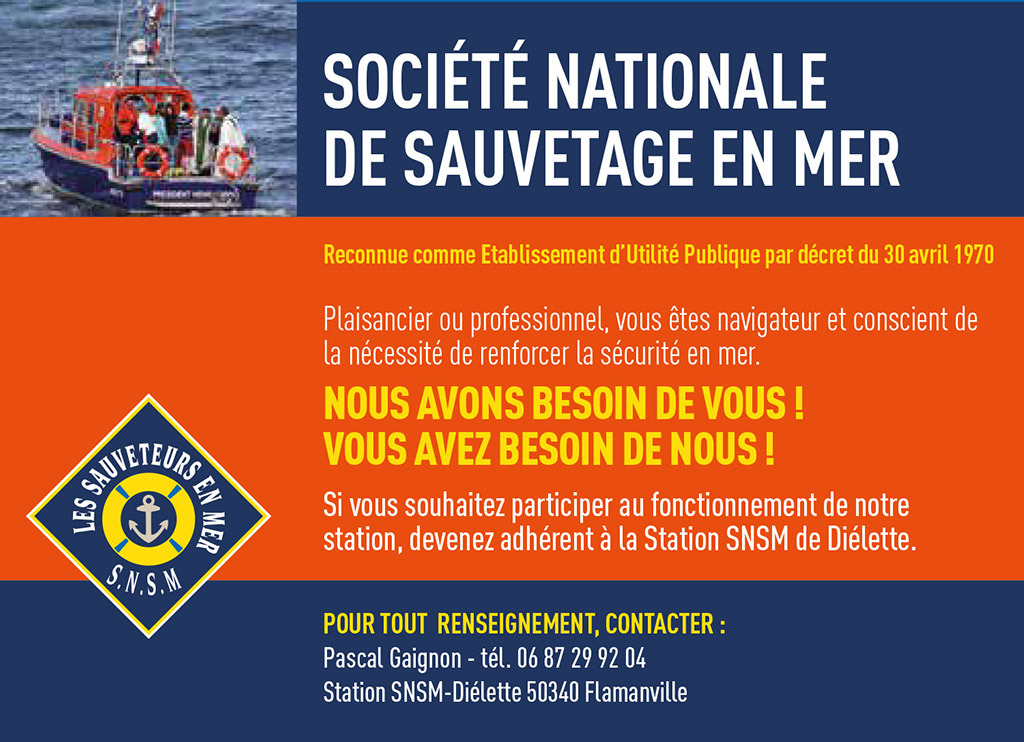 SOCIÉTÉ NATIONALE
DE SAUVETAGE EN MER
Reconnue comme Etablissement d'Utilité Publique par décret du 30 avril 1970
Plaisancier ou professionnel, vous êtes navigateur et conscient de
la nécessité de renforcer la sécurité en mer.
NOUS AVONS BESOIN DE VOUS !
VOUS AVEZ BESOIN DE NOUS !
Si vous souhaitez participer au fonctionnement de notre
station, devenez adhérent à la Station SNSM de Diélette.
LES SAUVETEURS EN MER
S.N.S.M
POUR TOUT RENSEIGNEMENT, CONTACTER :
Pascal Gaignon - tél. 06 87 29 92 04
Station SNSM-Diélette 50340 Flamanville